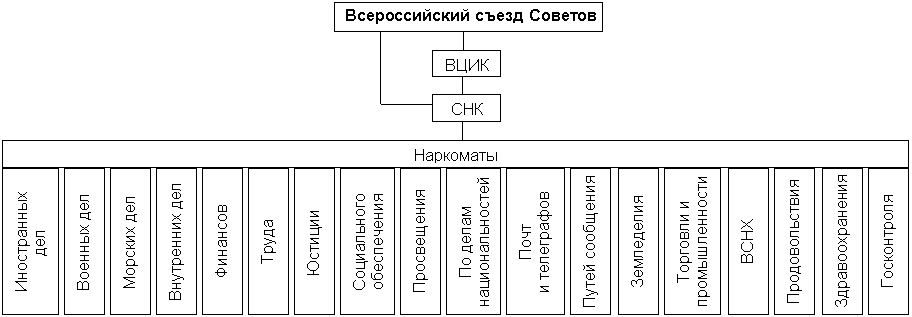 Всероссийский съезд Советов
ВЦИК
СНК
Наркоматы
Иностранных
дел
Военных дел
Морских дел
Внутренних дел
Финансов
Труда
Юстиции
Социального
обеспечения
Просвещения
По делам
национальностей
Почт
и телеграфов
Путей сообщения
Земледелия
Торговли и
промышленности
ВСНХ
Продовольствия
Здравоохранения
Госконтроля